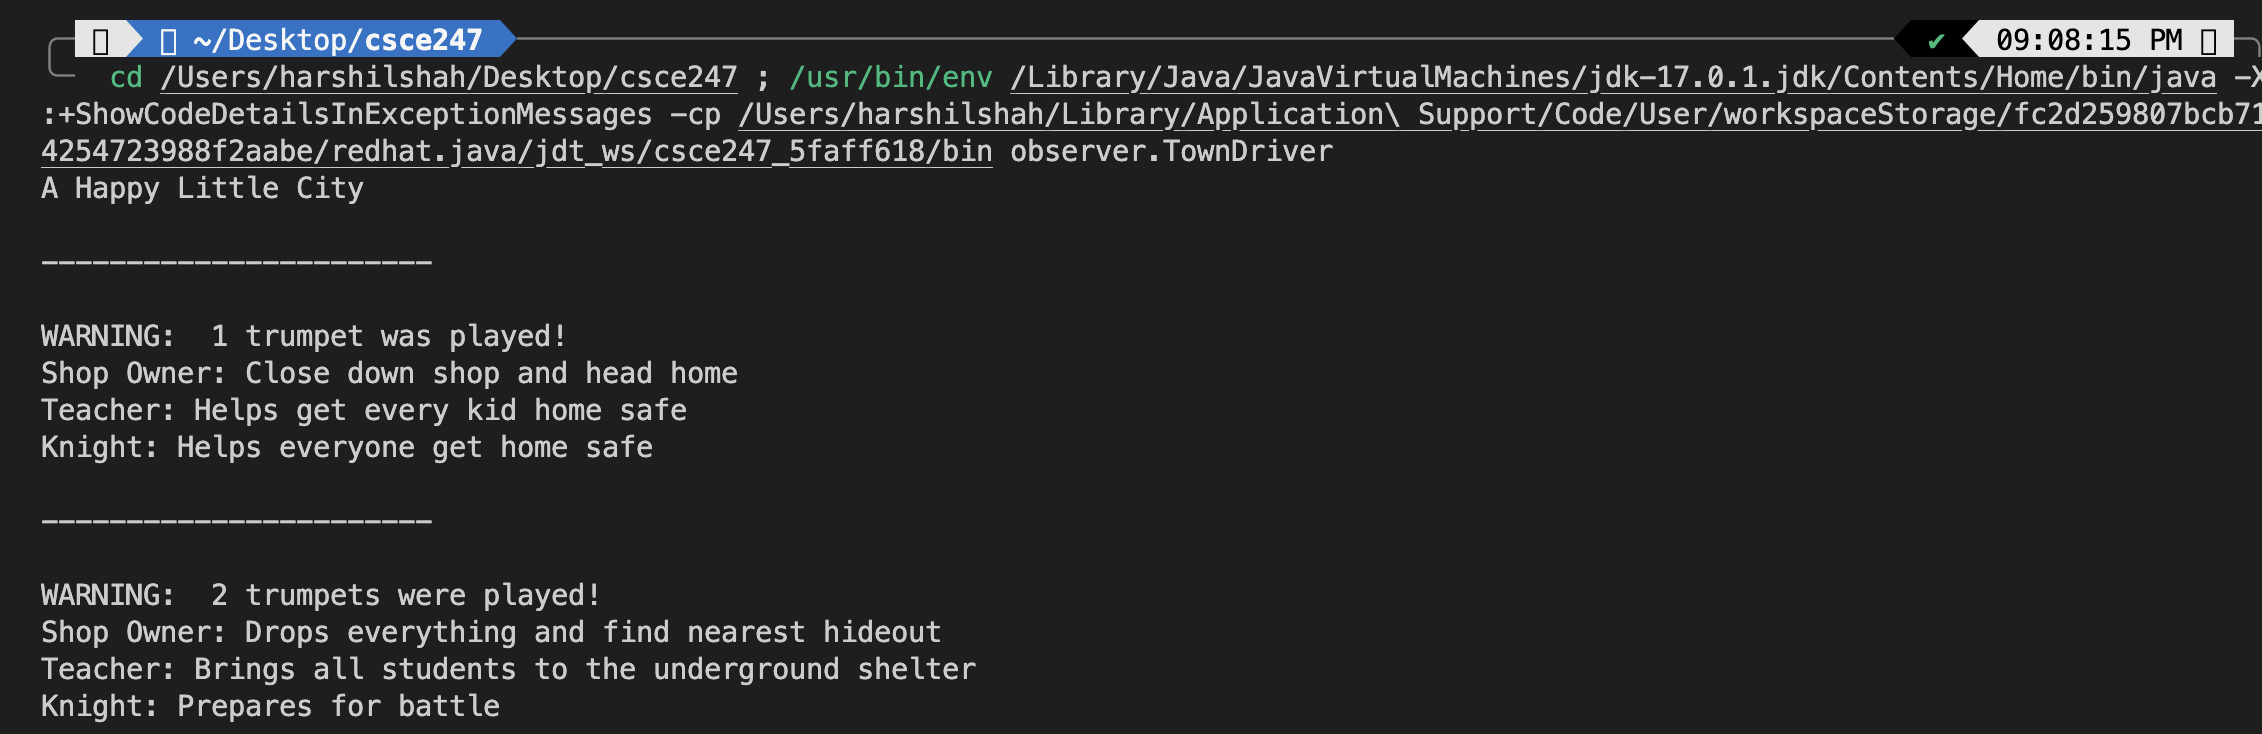 ~/Desktop/csce247 ✔ 09:08:15 PM
cd /Users/harshilshah/Desktop/csce247 ; /usr/bin/env /Library/Java/JavaVirtualMachines/jdk-17.0.1.jdk/Contents/Home/bin/java -X
:+ShowCodeDetailsInExceptionMessages -cp /Users/harshilshah/Library/Application\ Support/Code/User/workspaceStorage/fc2d259807bcb71
4254723988f2aabe/redhat.java/jdt_ws/csce247_5faff618/bin observer.TownDriver
A Happy Little City
-----------------------
WARNING:  1 trumpet was played!
Shop Owner: Close down shop and head home
Teacher: Helps get every kid home safe
Knight: Helps everyone get home safe
-----------------------
WARNING:  2 trumpets were played!
Shop Owner: Drops everything and find nearest hideout
Teacher: Brings all students to the underground shelter
Knight: Prepares for battle